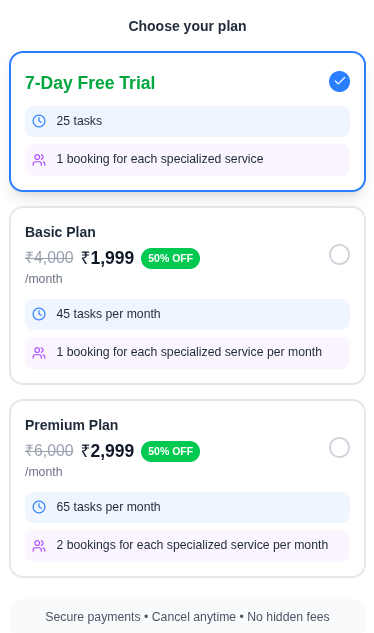 Choose your plan
7-Day Free Trial
25 tasks
1 booking for each specialized service
Basic Plan
₹4,000 ₹1,999 50% OFF
/month
45 tasks per month
1 booking for each specialized service per month
Premium Plan
₹6,000 ₹2,999 50% OFF
/month
65 tasks per month
2 bookings for each specialized service per month
Secure payments • Cancel anytime • No hidden fees